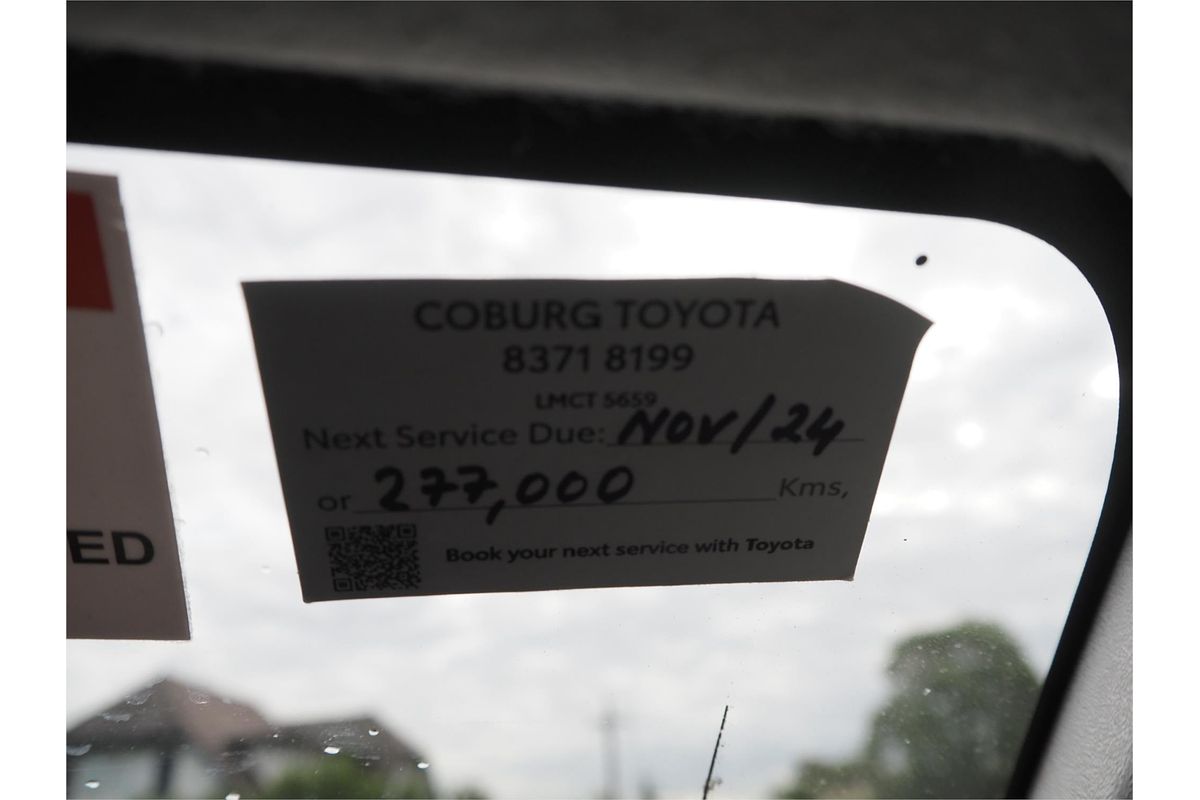 COBURG TOYOTA
8371 8199
LMCT 5659
Next Service Due: NOV/24
or 277,000 Kms,
Book your next service with Toyota
ED